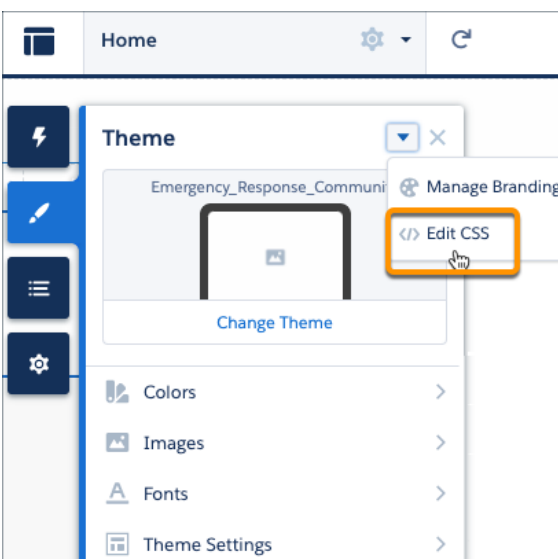 Home
Theme
Emergency_Response_Communi
Manage Branding
</> Edit CSS
Change Theme
Colors
Images
A Fonts
Theme Settings